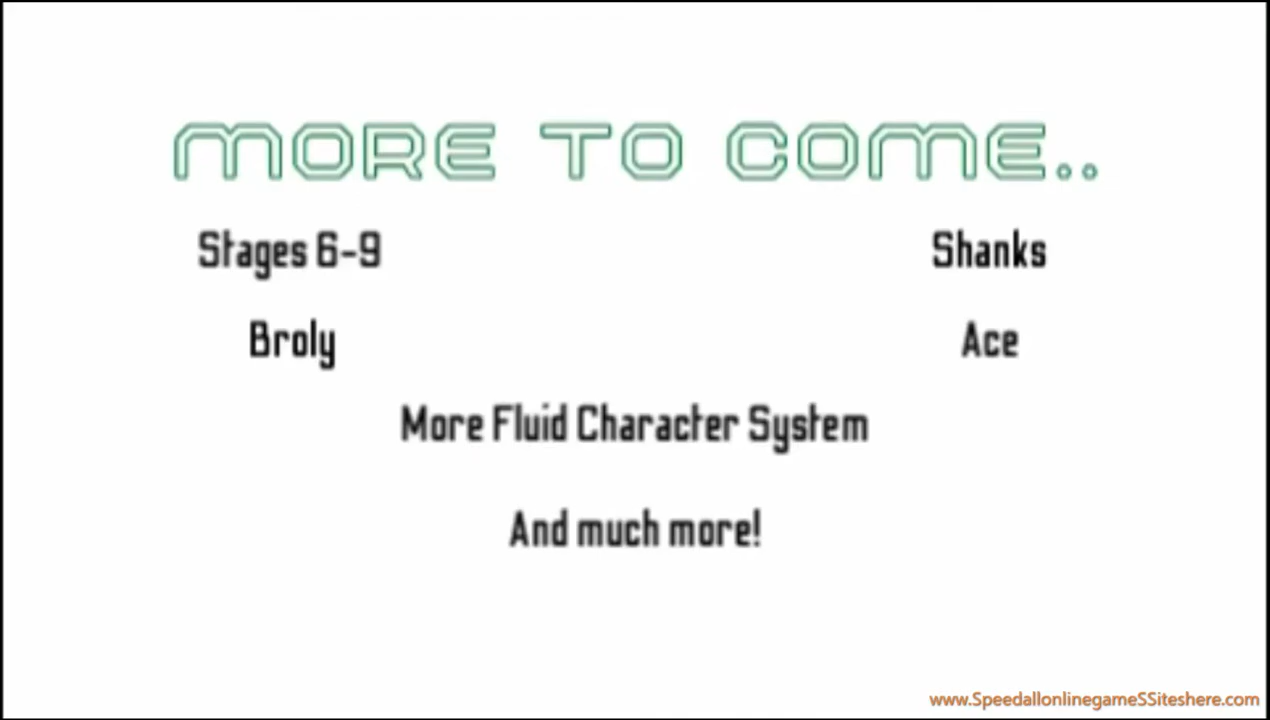 MORE TO COME..
Stages 6-9
Shanks
Broly
Ace
More Fluid Character System
And much more!
www.SpeedallonlinegameSSiteshere.com